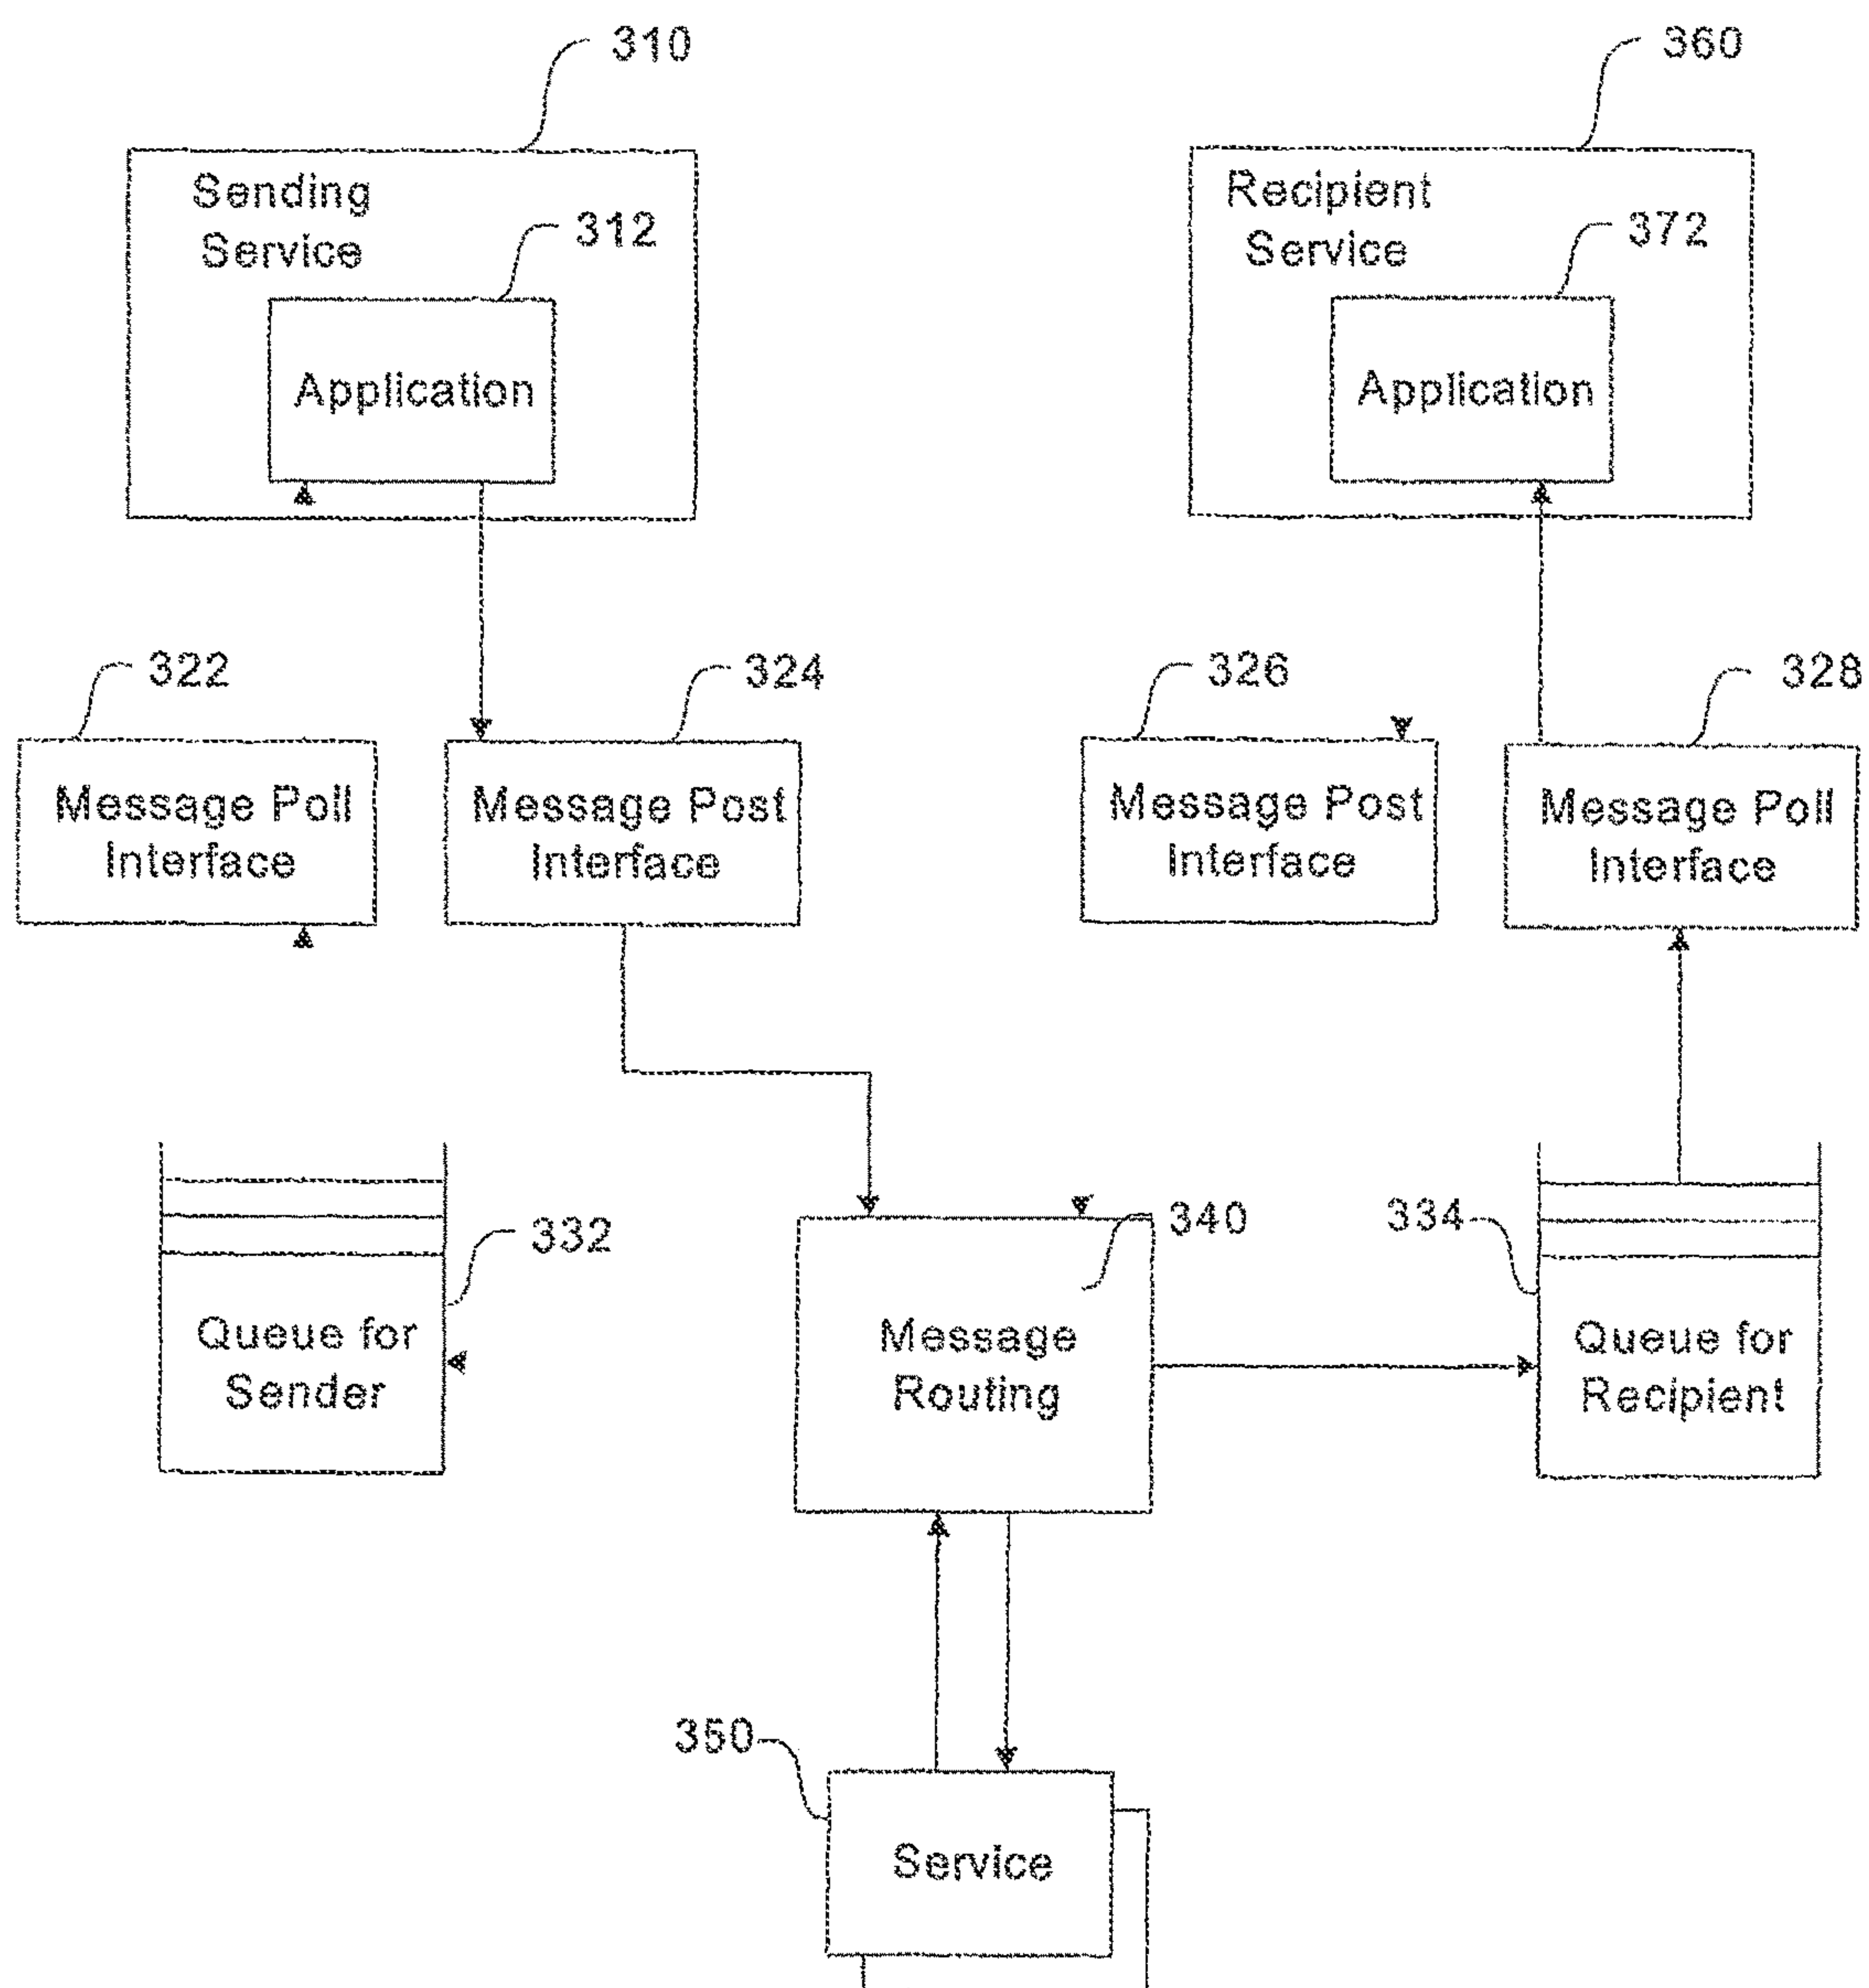 310
360
Sending
Service
312
Recipient
Service
372
Application
Application
322
324
326
328
Message Poll
Interface
Message Post
Interface
Message Post
Interface
Message Poll
Interface
332
340
334
Queue for
Sender
Message
Routing
Queue for
Recipient
350
Service